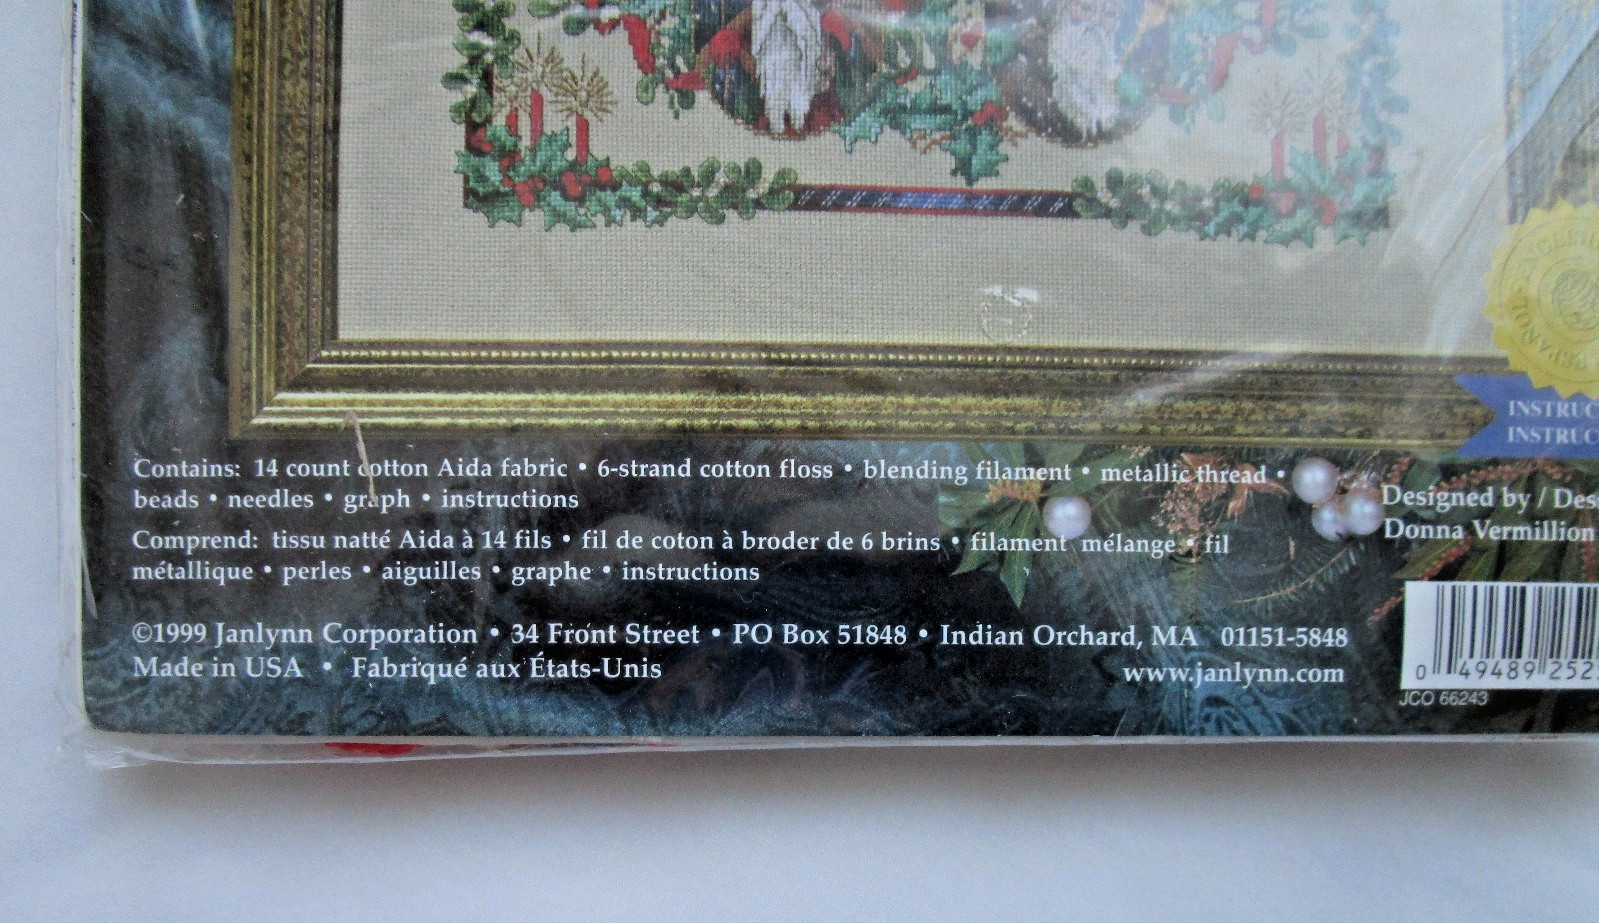 INSTRUC
INSTRUC
Contains: 14 count cotton Aida fabric • 6-strand cotton floss • blending filament • metallic thread •
beads • needles • graph • instructions
Comprend: tissu natté Aida à 14 fils • fil de coton à broder de 6 brins • filament mélange • fil
métallique • perles • aiguilles • graphe • instructions
Designed by / Des
Donna Vermillion
©1999 Janlynn Corporation • 34 Front Street • PO Box 51848 • Indian Orchard, MA 01151-5848
Made in USA • Fabriqué aux États-Unis
www.janlynn.com
0 49489 252
JCO 66243